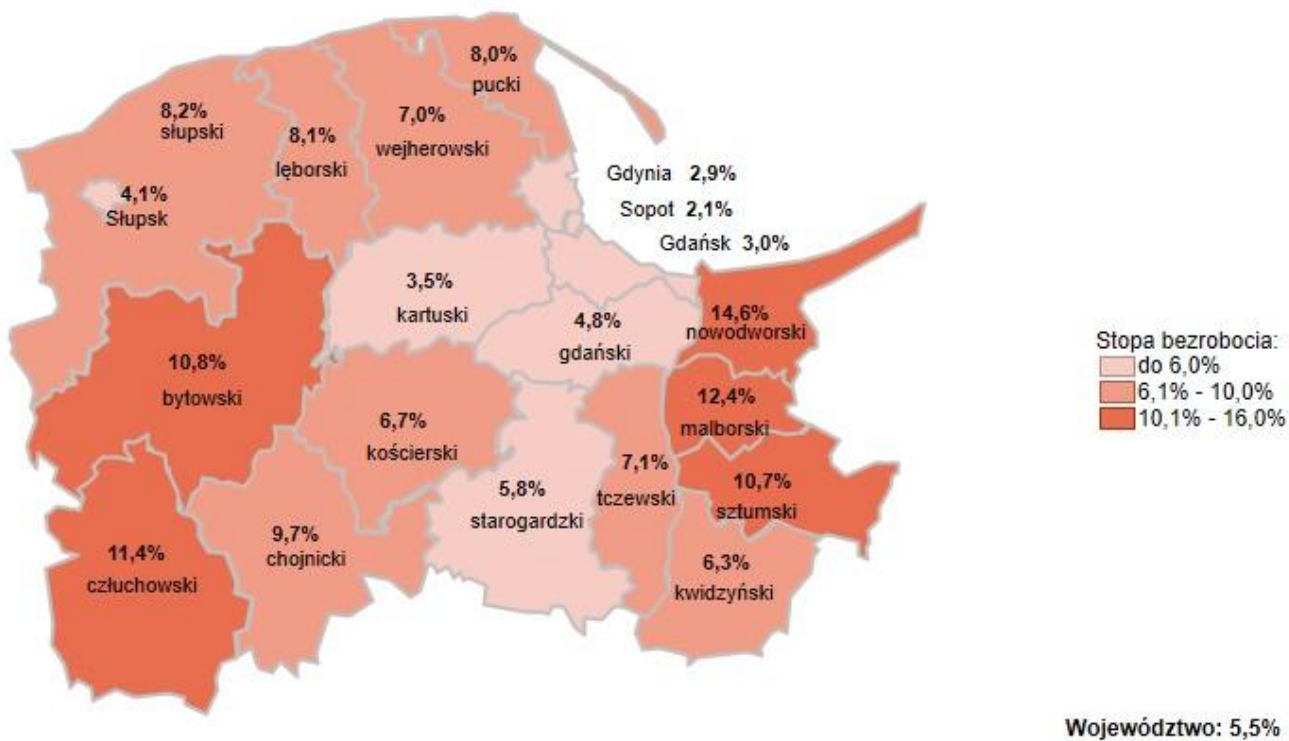 8,0%
pucki
8,2%
słupski
7,0%
wejherowski
8,1%
lęborski
Gdynia 2,9%
Sopot 2,1%
Gdańsk 3,0%
4,1%
Słupsk
3,5%
kartuski
4,8%
gdański
14,6%
nowodworski
10,8%
bytowski
6,7%
kościerski
12,4%
malborski
7,1%
tczewski
5,8%
starogardzki
10,7%
sztumski
9,7%
chojnicki
11,4%
człuchowski
6,3%
kwidzyński
Stopa bezrobocia:
do 6,0%
6,1% - 10,0%
10,1% - 16,0%
Województwo: 5,5%